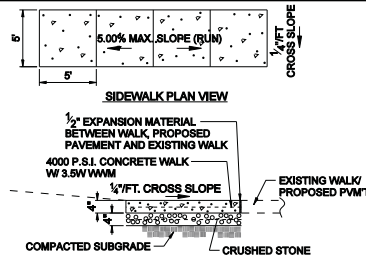 5'
5.00% MAX. SLOPE (RUN)
1/4"/FT
CROSS SLOPE
5'
SIDEWALK PLAN VIEW
1/2" EXPANSION MATERIAL
BETWEEN WALK, PROPOSED
PAVEMENT AND EXISTING WALK
4000 P.S.I. CONCRETE WALK
W/ 3.5W WWM
1/4"/FT. CROSS SLOPE
EXISTING WALK/
PROPOSED PVM'T
4"
4"
COMPACTED SUBGRADE
CRUSHED STONE